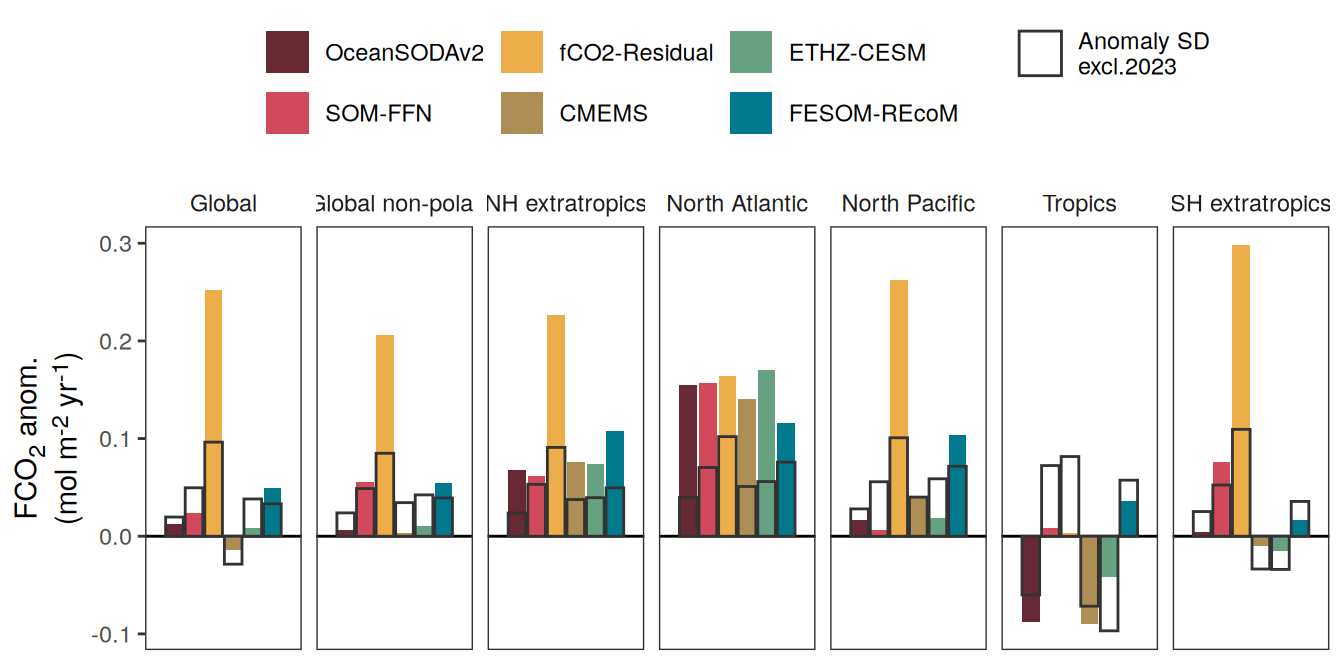 OceanSODAv2 fCO2-Residual ETHZ-CESM Anomaly SD
excl.2023
SOM-FFN CMEMS FESOM-REcoM
Global Global non-pola NH extratropics North Atlantic North Pacific Tropics SH extratropics
FCO₂ anom.
(mol m⁻² yr⁻¹)
0.3
0.2
0.1
0.0
-0.1